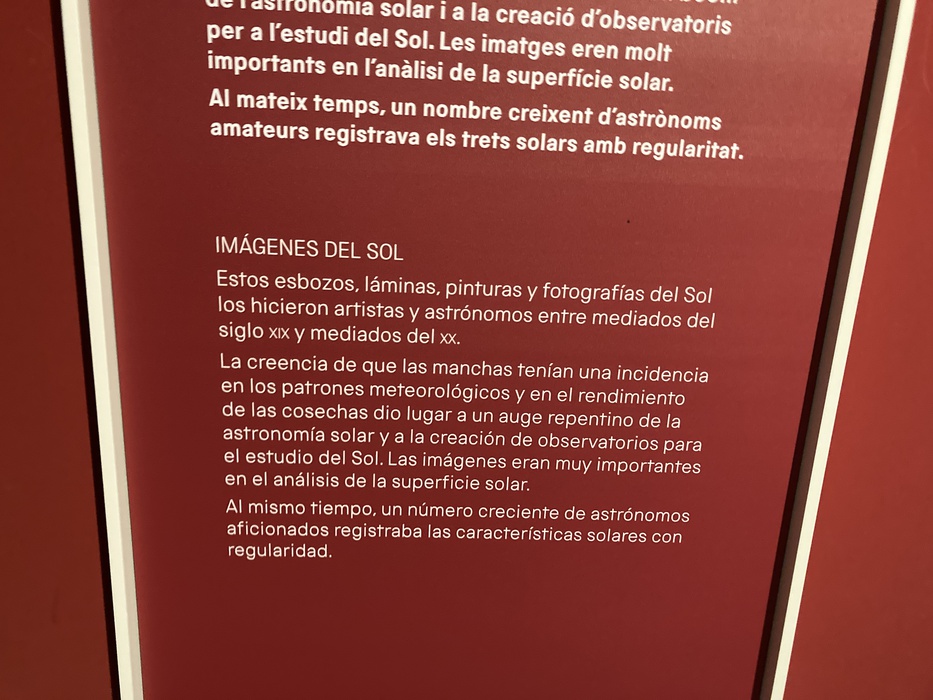 de l'astronomia solar i a la creació d'observatoris
per a l'estudi del Sol. Les imatges eren molt
importants en l'anàlisi de la superfície solar.
Al mateix temps, un nombre creixent d'astrònoms
amateurs registrava els trets solars amb regularitat.
IMÁGENES DEL SOL
Estos esbozos, láminas, pinturas y fotografías del Sol
los hicieron artistas y astrónomos entre mediados del
siglo XIX y mediados del XX.
La creencia de que las manchas tenían una incidencia
en los patrones meteorológicos y en el rendimiento
de las cosechas dio lugar a un auge repentino de la
astronomía solar y a la creación de observatorios para
el estudio del Sol. Las imágenes eran muy importantes
en el análisis de la superficie solar.
Al mismo tiempo, un número creciente de astrónomos
aficionados registraba las características solares con
regularidad.